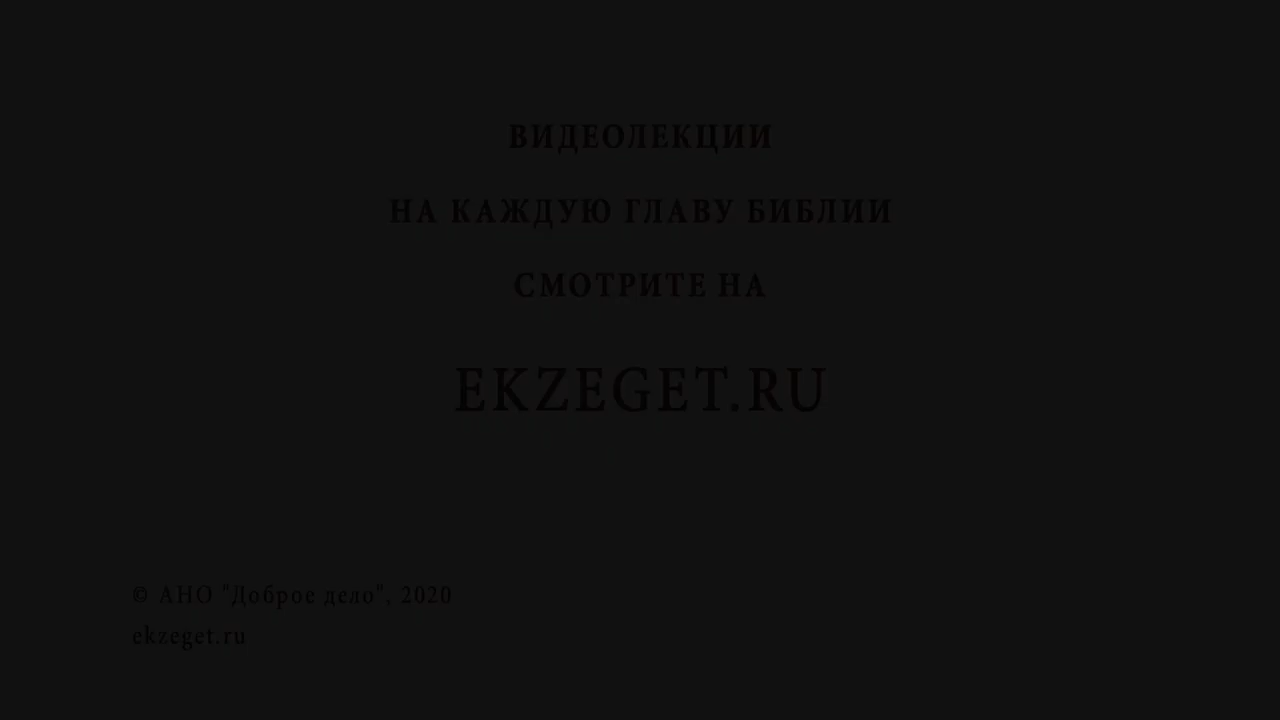 ВИДЕОЛЕКЦИИ
НА КАЖДУЮ ГЛАВУ БИБЛИИ
СМОТРИТЕ НА
EKZEGET.RU
© АНО "Доброе дело", 2020
ekzeget.ru